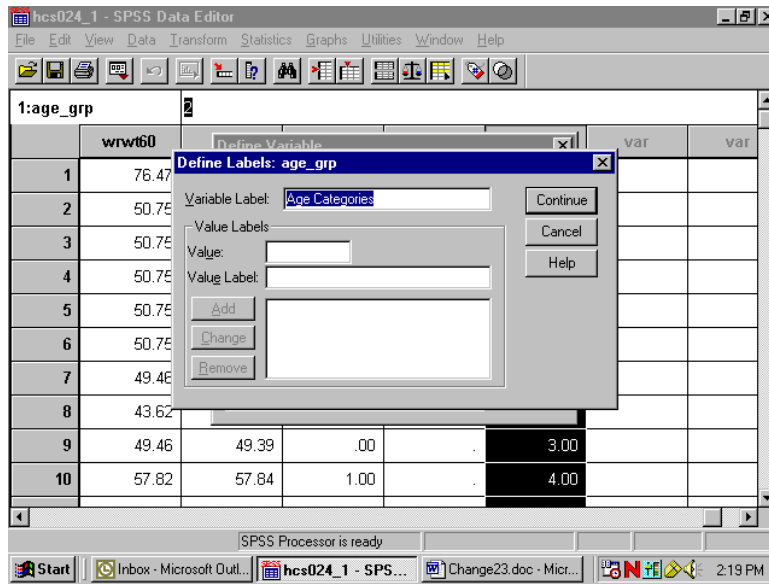 hcs024_1 - SPSS Data Editor
File Edit View Data Transform Statistics Graphs Utilities Window Help
1:age_grp 2
wrwt60 var var
Define Variable
Define Labels: age_grp
Variable Label: Age Categories
Continue
Cancel
Help
Value Labels
Value:
Value Label:
Add
Change
Remove
1 76.47
2 50.75
3 50.75
4 50.75
5 50.75
6 50.75
7 49.46
8 43.62
9 49.46 49.39 .00 . 3.00
10 57.82 57.84 1.00 . 4.00
SPSS Processor is ready
Start Inbox - Microsoft Outl... hcs024_1 - SPS... Change23.doc - Micr... 2:19 PM